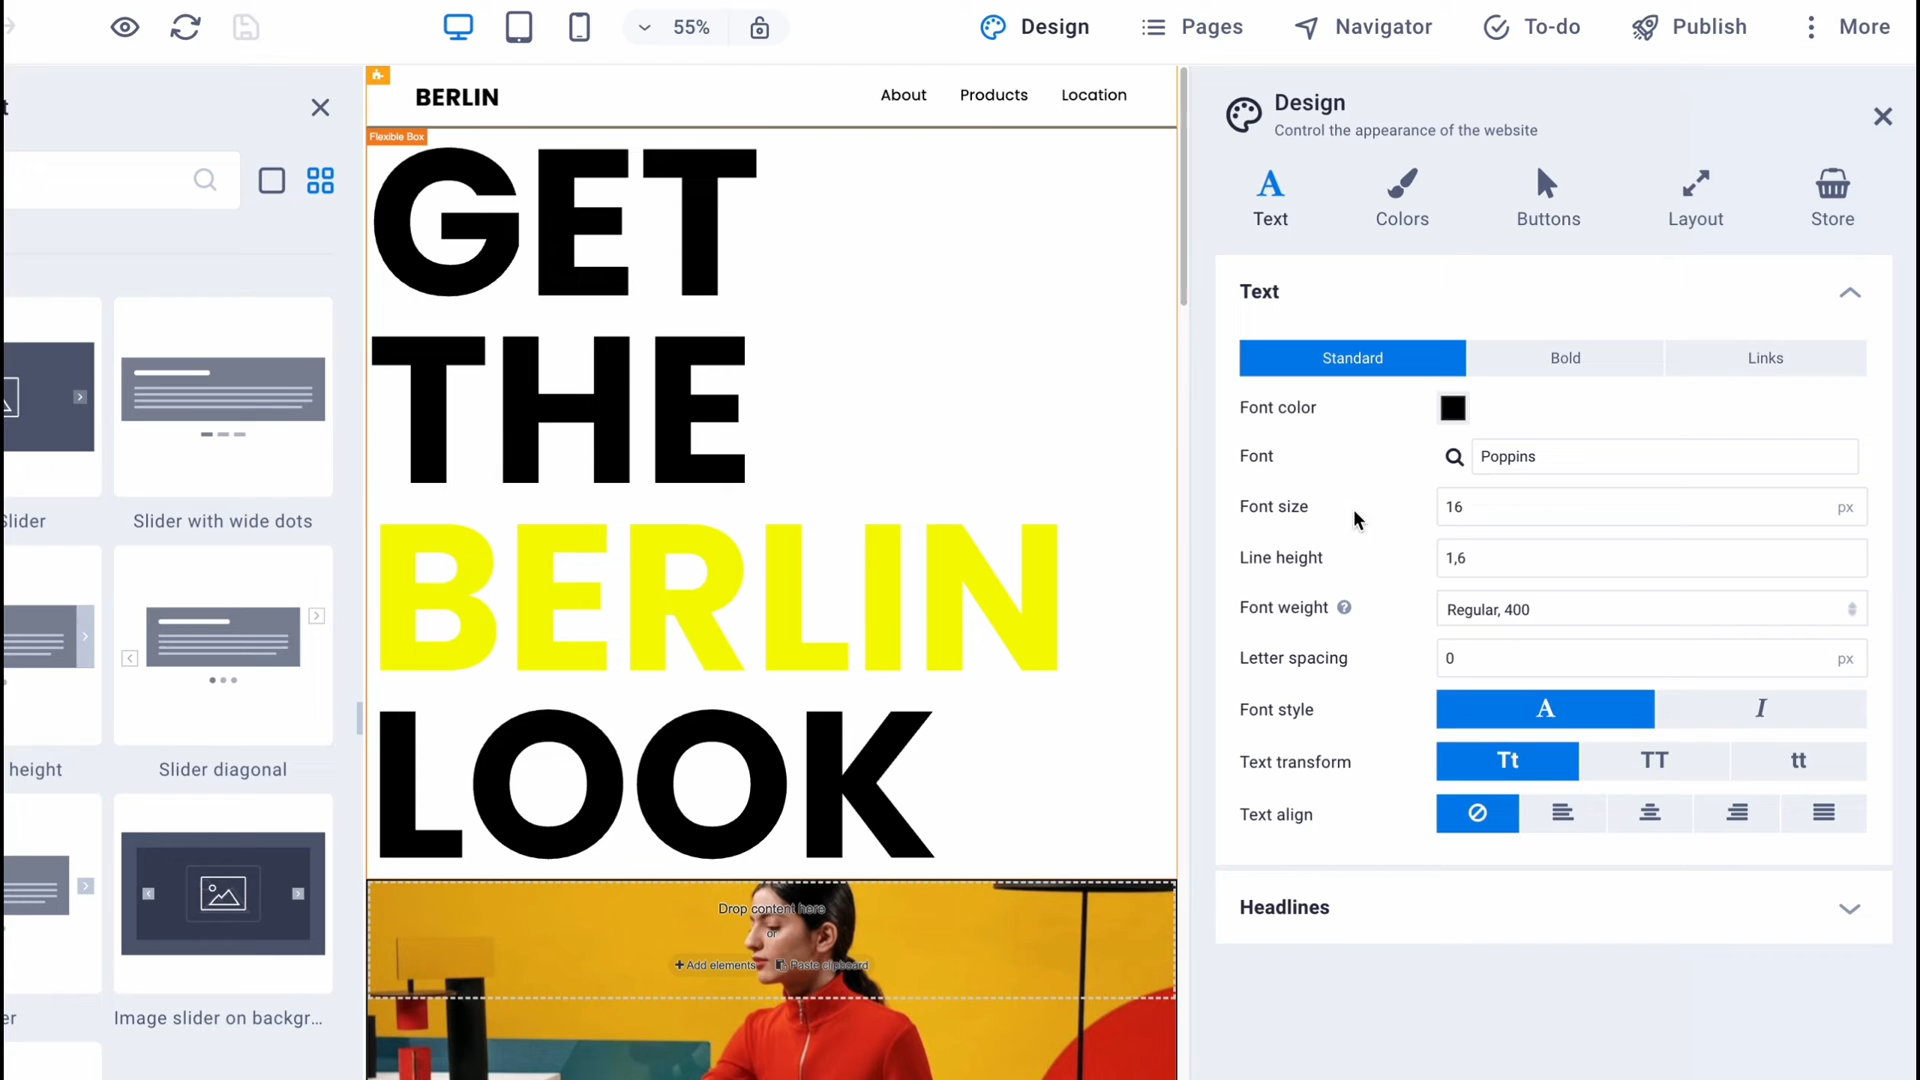 55%
Design
Pages
Navigator
To-do
Publish
More
t
Slider with wide dots
height
Slider diagonal
er
Image slider on backgr...
BERLIN
About
Products
Location
Flexible Box
GET
THE
BERLIN
LOOK
Drop content here
or
+ Add elements
Paste clipboard
Design
Control the appearance of the website
Text
Colors
Buttons
Layout
Store
Text
Standard
Bold
Links
Font color
Font
Poppins
Font size
16
px
Line height
1,6
Font weight
?
Regular, 400
Letter spacing
0
px
Font style
A
I
Text transform
Tt
TT
tt
Text align
Headlines